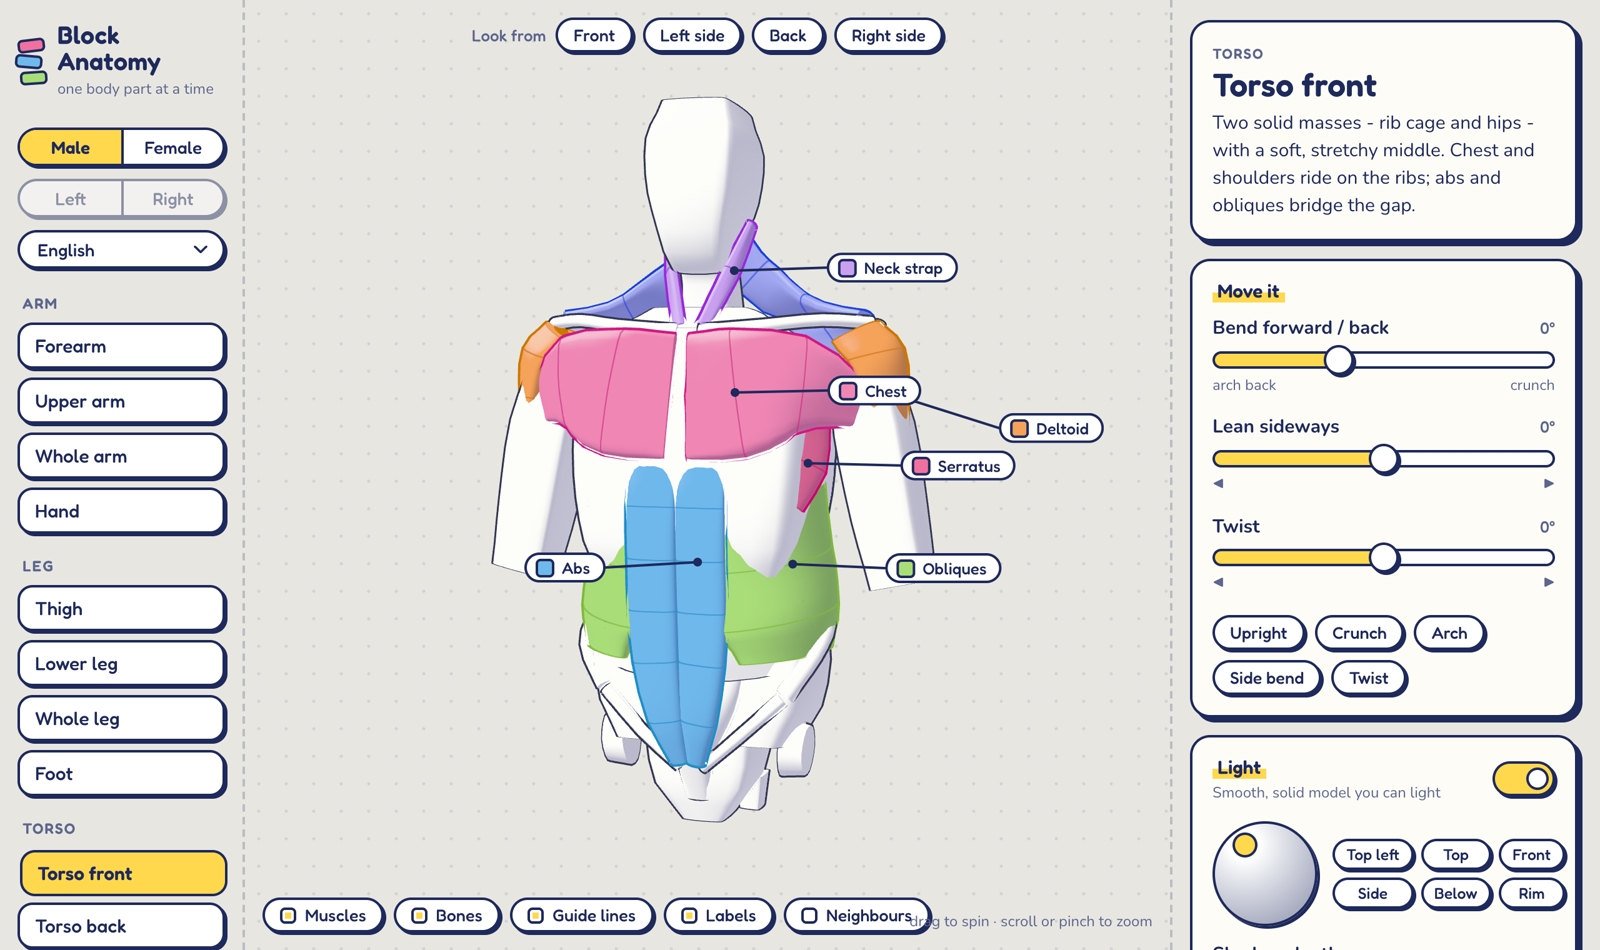 Block
Anatomy
one body part at a time
Male
Female
Left
Right
English
ARM
Forearm
Upper arm
Whole arm
Hand
LEG
Thigh
Lower leg
Whole leg
Foot
TORSO
Torso front
Torso back
Look from
Front
Left side
Back
Right side
Neck strap
Chest
Deltoid
Serratus
Abs
Obliques
Muscles
Bones
Guide lines
Labels
Neighbours
drag to spin · scroll or pinch to zoom
TORSO
Torso front
Two solid masses - rib cage and hips -
with a soft, stretchy middle. Chest and
shoulders ride on the ribs; abs and
obliques bridge the gap.
Move it
Bend forward / back 0°
arch back crunch
Lean sideways 0°
◀ ▶
Twist 0°
◀ ▶
Upright
Crunch
Arch
Side bend
Twist
Light
Smooth, solid model you can light
Top left
Top
Front
Side
Below
Rim